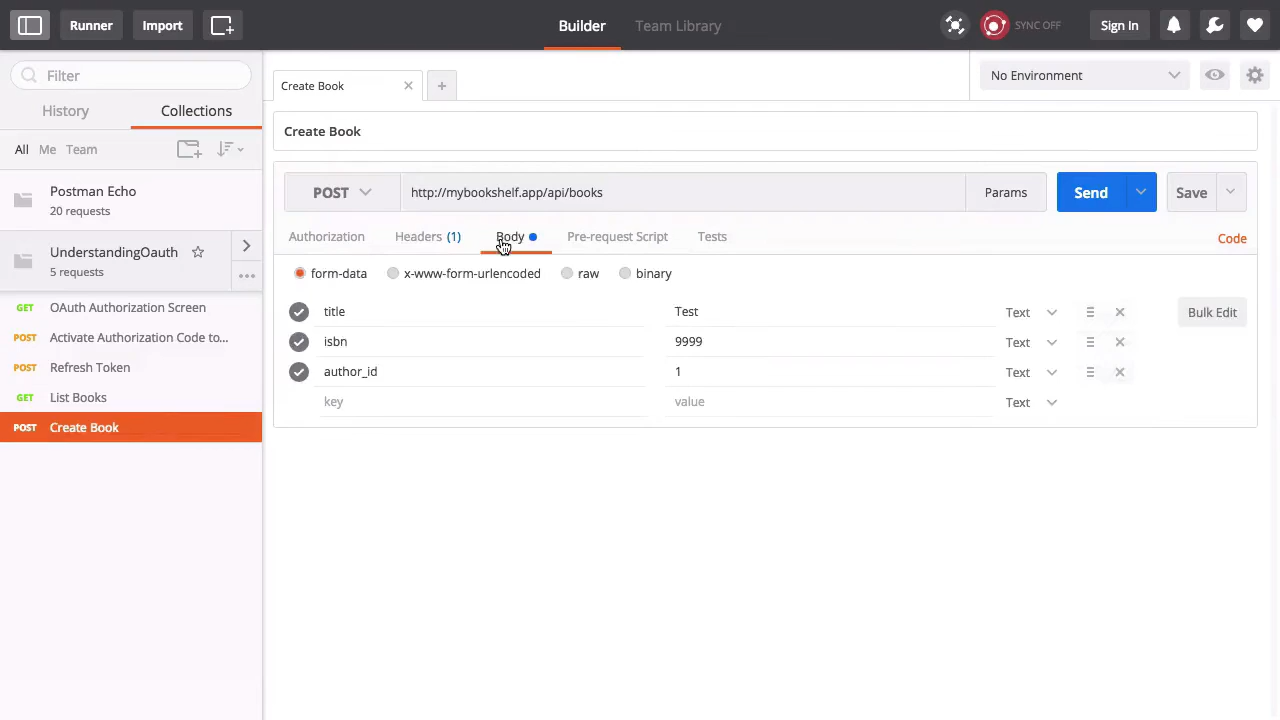 Runner
Import
Builder
Team Library
SYNC OFF
Sign In
Filter
History
Collections
All
Me
Team
Postman Echo
20 requests
UnderstandingOauth
5 requests
GET OAuth Authorization Screen
POST Activate Authorization Code to...
POST Refresh Token
GET List Books
POST Create Book
Create Book
No Environment
Create Book
POST
http://mybookshelf.app/api/books
Params
Send
Save
Authorization
Headers (1)
Body
Pre-request Script
Tests
Code
form-data
x-www-form-urlencoded
raw
binary
title Test Text
Bulk Edit
isbn 9999 Text
author_id 1 Text
key value Text